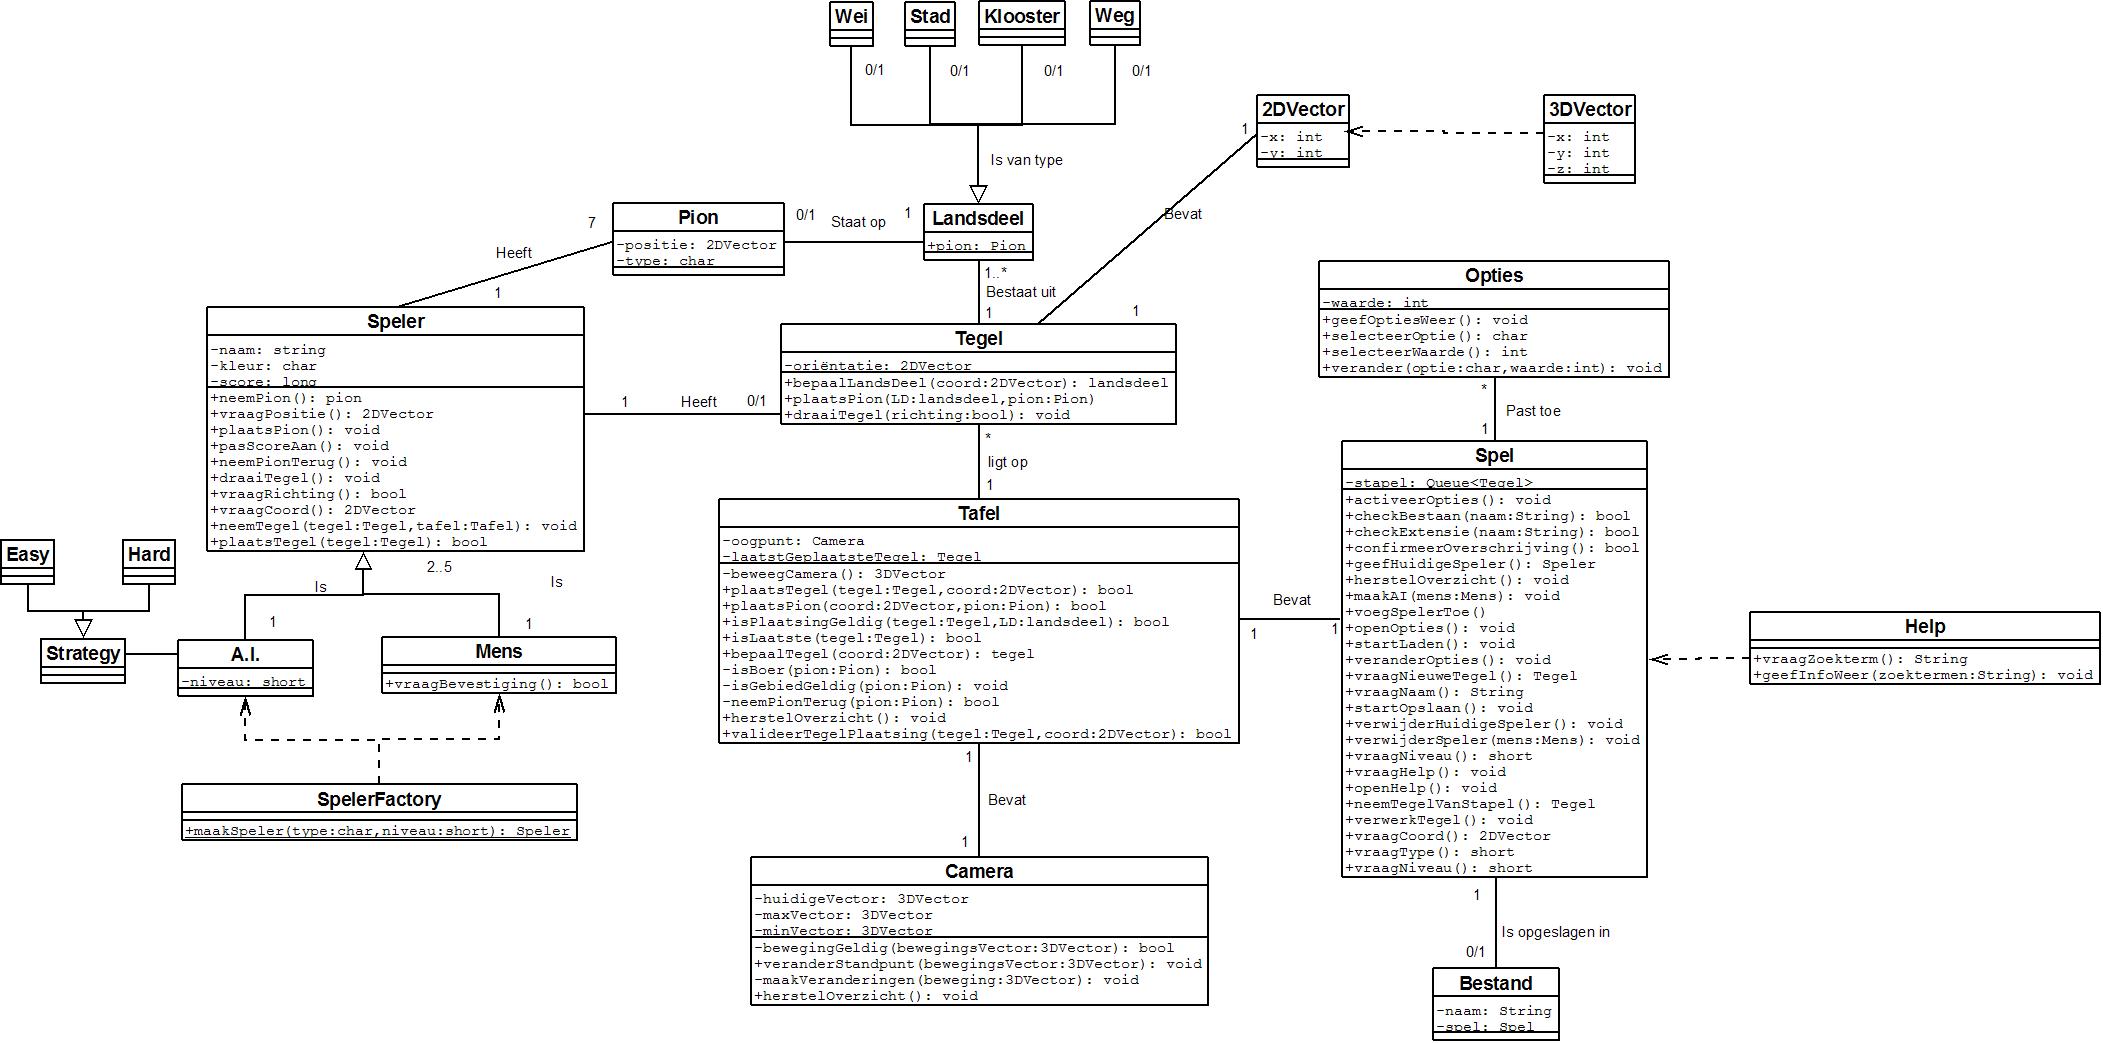 Wei
Stad
Klooster
Weg
0/1
0/1
0/1
0/1
Is van type
2DVector
-x: int
-y: int
3DVector
-x: int
-y: int
-z: int
1
Bevat
1
Pion
-positie: 2DVector
-type: char
0/1
Staat op
1
Landsdeel
+pion: Pion
7
Heeft
1
1..*
Bestaat uit
1
Speler
-naam: string
-kleur: char
-score: long
+neemPion(): pion
+vraagPositie(): 2DVector
+plaatsPion(): void
+pasScoreAan(): void
+neemPionTerug(): void
+draaiTegel(): void
+vraagRichting(): bool
+vraagCoord(): 2DVector
+neemTegel(tegel:Tegel,tafel:Tafel): void
+plaatsTegel(tegel:Tegel): bool
1
Heeft
0/1
Tegel
-oriëntatie: 2DVector
+bepaalLandsDeel(coord:2DVector): landsdeel
+plaatsPion(LD:landsdeel,pion:Pion)
+draaiTegel(richting:bool): void
*
ligt op
1
Opties
-waarde: int
+geefOptiesWeer(): void
+selecteerOptie(): char
+selecteerWaarde(): int
+verander(optie:char,waarde:int): void
*
Past toe
1
Tafel
-oogpunt: Camera
-laatstGeplaatsteTegel: Tegel
-beweegCamera(): 3DVector
+plaatsTegel(tegel:Tegel,coord:2DVector): bool
+plaatsPion(coord:2DVector,pion:Pion): bool
+isPlaatsingGeldig(tegel:Tegel,LD:landsdeel): bool
+isLaatste(tegel:Tegel): bool
+bepaalTegel(coord:2DVector): tegel
-isBoer(pion:Pion): bool
-isGebiedGeldig(pion:Pion): void
-neemPionTerug(pion:Pion): bool
+herstelOverzicht(): void
+valideerTegelPlaatsing(tegel:Tegel,coord:2DVector): bool
Bevat
1
1
Spel
-stapel: Queue<Tegel>
+activeerOpties(): void
+checkBestaan(naam:String): bool
+checkExtensie(naam:String): bool
+confirmeerOverschrijving(): bool
+geefHuidigeSpeler(): Speler
+herstelOverzicht(): void
+maakAI(mens:Mens): void
+voegSpelerToe()
+openOpties(): void
+startLaden(): void
+veranderOpties(): void
+vraagNieuweTegel(): Tegel
+vraagNaam(): String
+startOpslaan(): void
+verwijderHuidigeSpeler(): void
+verwijderSpeler(mens:Mens): void
+vraagNiveau(): short
+vraagHelp(): void
+openHelp(): void
+neemTegelVanStapel(): Tegel
+verwerkTegel(): void
+vraagCoord(): 2DVector
+vraagType(): short
+vraagNiveau(): short
Help
+vraagZoekterm(): String
+geefInfoWeer(zoektermen:String): void
Easy
Hard
Is
2..5
Is
1
1
Strategy
A.I.
-niveau: short
Mens
+vraagBevestiging(): bool
SpelerFactory
+maakSpeler(type:char,niveau:short): Speler
1
Bevat
1
Camera
-huidigeVector: 3DVector
-maxVector: 3DVector
-minVector: 3DVector
-bewegingGeldig(bewegingsVector:3DVector): bool
+veranderStandpunt(bewegingsVector:3DVector): void
-maakVeranderingen(beweging:3DVector): void
+herstelOverzicht(): void
1
Is opgeslagen in
0/1
Bestand
-naam: String
-spel: Spel